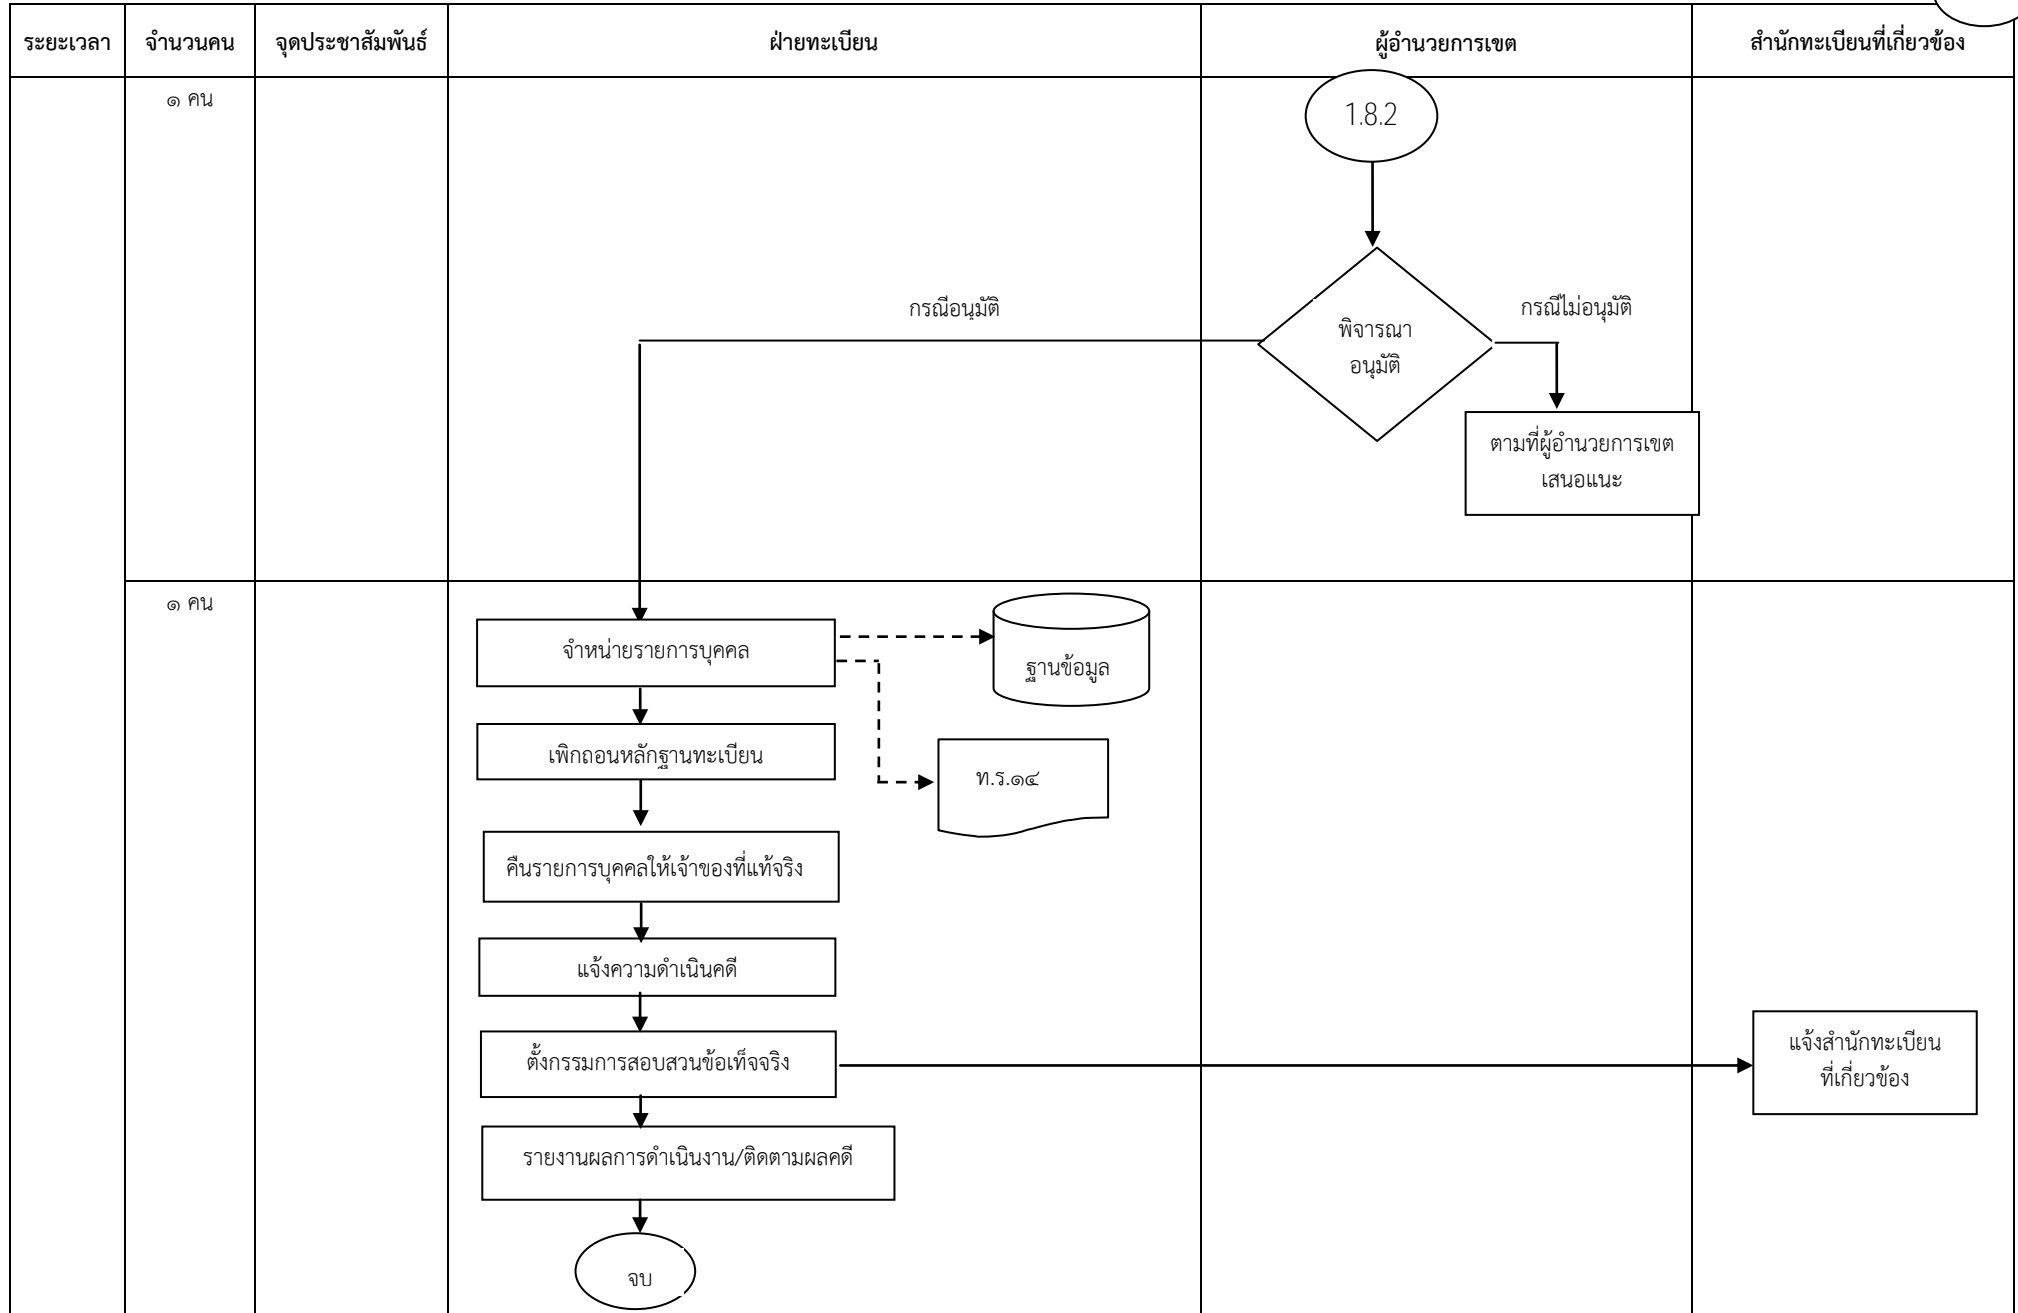 ระยะเวลา
จำนวนคน
จุดประชาสัมพันธ์
ฝ่ายทะเบียน
ผู้อำนวยการเขต
สำนักทะเบียนที่เกี่ยวข้อง
๑ คน
1.8.2
กรณีอนุมัติ
กรณีไม่อนุมัติ
พิจารณา
อนุมัติ
ตามที่ผู้อำนวยการเขต
เสนอแนะ
๑ คน
จำหน่ายรายการบุคคล
ฐานข้อมูล
เพิกถอนหลักฐานทะเบียน
ท.ร.๑๔
คืนรายการบุคคลให้เจ้าของที่แท้จริง
แจ้งความดำเนินคดี
ตั้งกรรมการสอบสวนข้อเท็จจริง
แจ้งสำนักทะเบียน
ที่เกี่ยวข้อง
รายงานผลการดำเนินงาน/ติดตามผลคดี
จบ